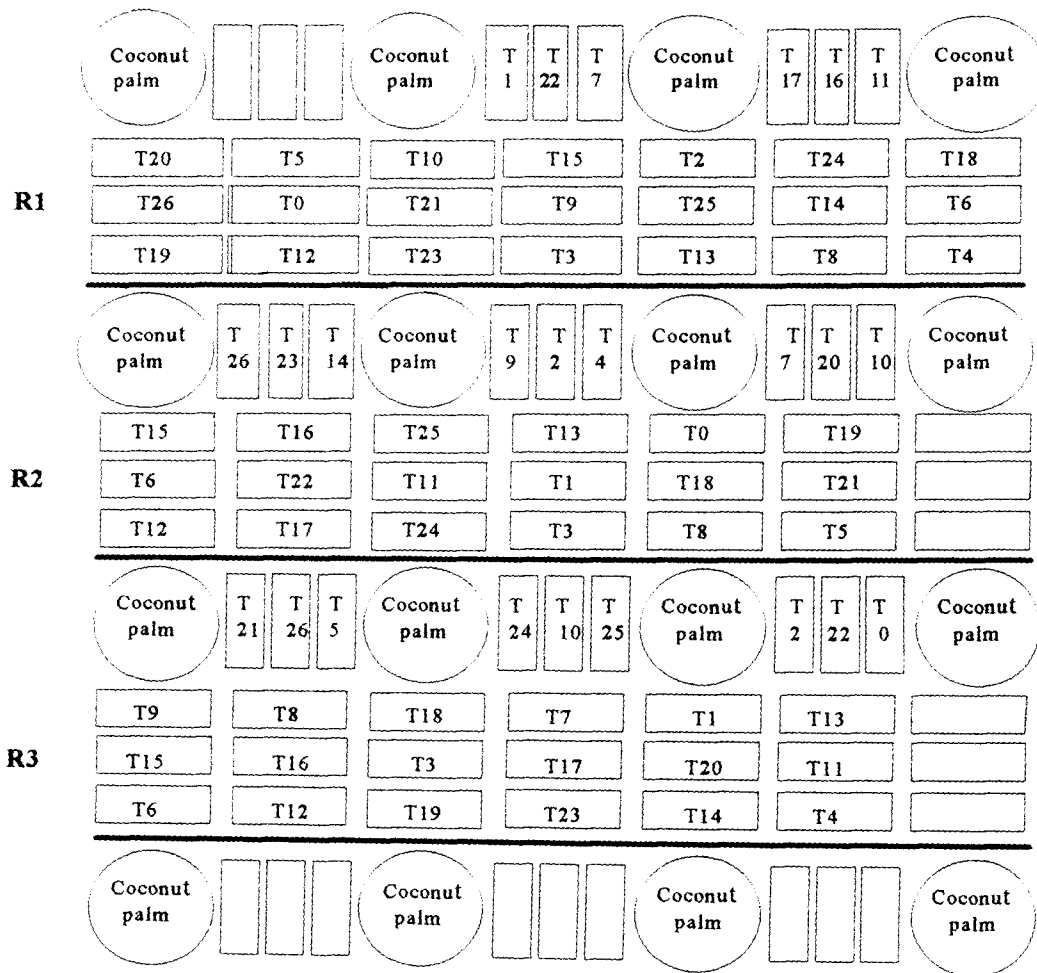 Coconut palm Coconut palm T 1 T 22 T 7 Coconut palm T 17 T 16 T 11 Coconut palm
T20 T5 T10 T15 T2 T24 T18
R1 T26 T0 T21 T9 T25 T14 T6
T19 T12 T23 T3 T13 T8 T4
Coconut palm T 26 T 23 T 14 Coconut palm T 9 T 2 T 4 Coconut palm T 7 T 20 T 10 Coconut palm
T15 T16 T25 T13 T0 T19
R2 T6 T22 T11 T1 T18 T21
T12 T17 T24 T3 T8 T5
Coconut palm T 21 T 26 T 5 Coconut palm T 24 T 10 T 25 Coconut palm T 2 T 22 T 0 Coconut palm
T9 T8 T18 T7 T1 T13
R3 T15 T16 T3 T17 T20 T11
T6 T12 T19 T23 T14 T4
Coconut palm Coconut palm Coconut palm Coconut palm